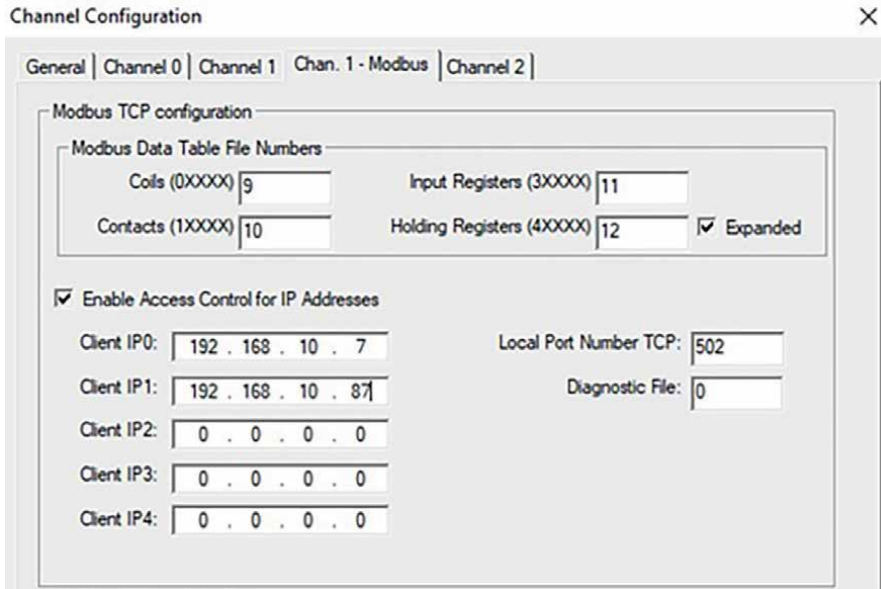 Channel Configuration
General Channel 0 Channel 1 Chan. 1 - Modbus Channel 2
Modbus TCP configuration
Modbus Data Table File Numbers
Coils (0XXXX) 9 Input Registers (3XXXX) 11
Contacts (1XXXX) 10 Holding Registers (4XXXX) 12 Expanded
Enable Access Control for IP Addresses
Client IP0: 192 . 168 . 10 . 7 Local Port Number TCP: 502
Client IP1: 192 . 168 . 10 . 87 Diagnostic File: 0
Client IP2: 0 . 0 . 0 . 0
Client IP3: 0 . 0 . 0 . 0
Client IP4: 0 . 0 . 0 . 0